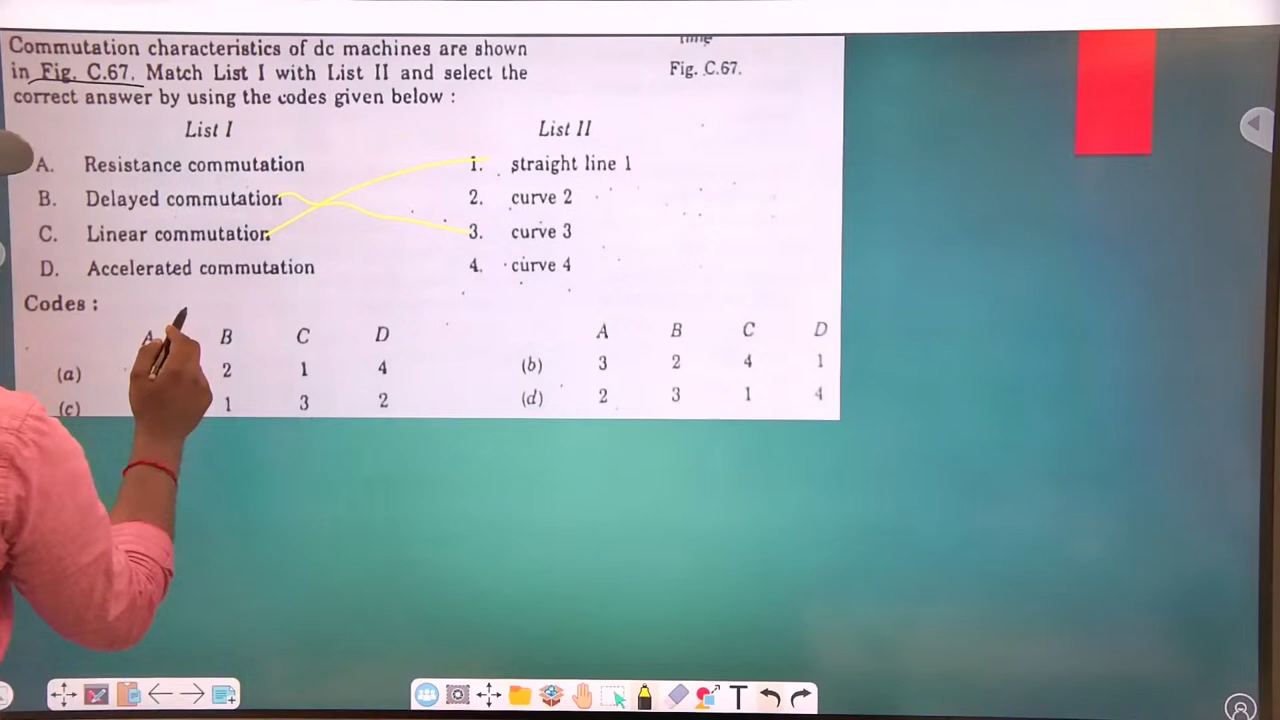 Commutation characteristics of dc machines are shown
in Fig. C.67. Match List I with List II and select the
correct answer by using the codes given below :
Fig. C.67.
List I List II
A. Resistance commutation 1. straight line 1
B. Delayed commutation 2. curve 2
C. Linear commutation 3. curve 3
D. Accelerated commutation 4. curve 4
Codes :
A B C D A B C D
(a) 2 1 4 (b) 3 2 4 1
(c) 1 3 2 (d) 2 3 1 4
T